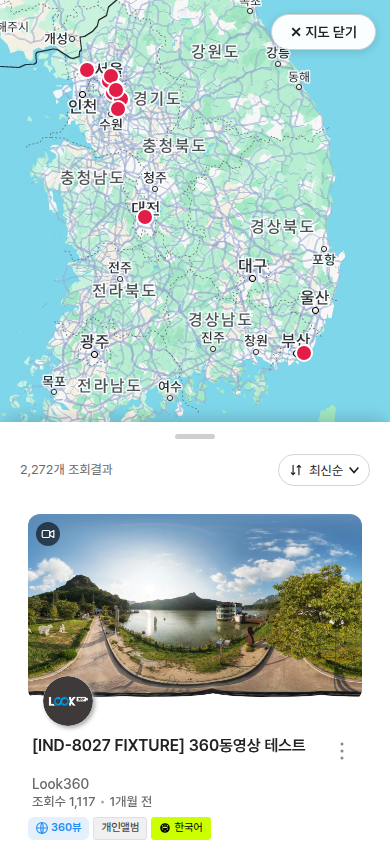 해주시
개성
서울
강원도
✕ 지도 닫기
강릉
동해
인천
경기도
수원
충청북도
충청남도
청주
대전
경상북도
전주
대구
포항
전라북도
울산
경상남도
광주
진주
창원
부산
목포
전라남도
여수
2,272개 조회결과
최신순
LOOK
[IND-8027 FIXTURE] 360동영상 테스트
Look360
조회수 1,117 • 1개월 전
360뷰
개인앨범
한국어